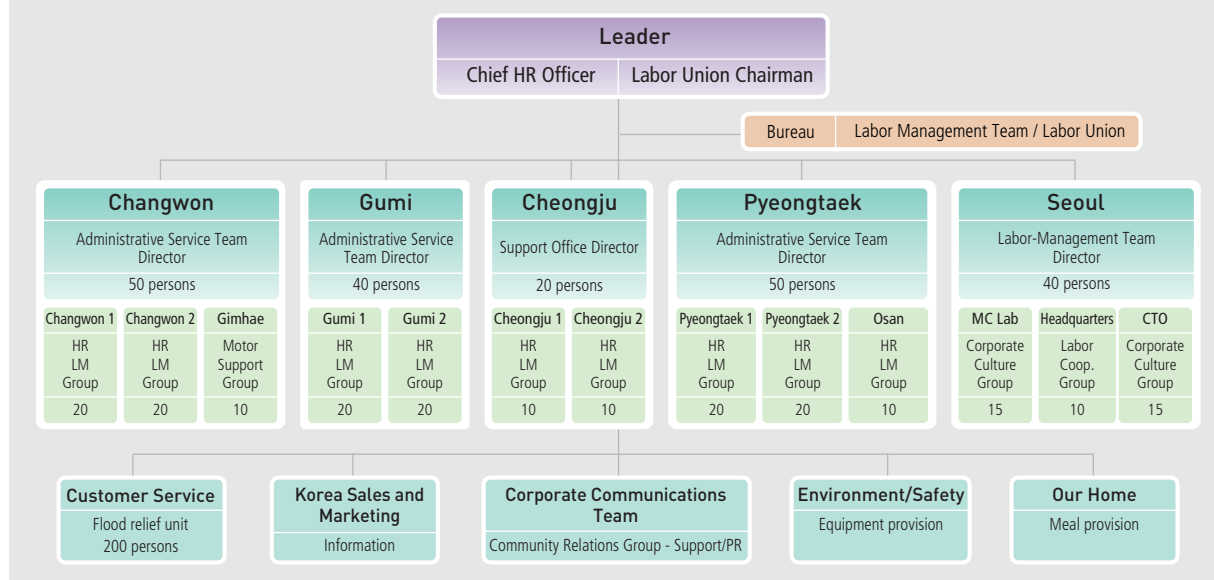 Leader
Chief HR Officer
Labor Union Chairman
Bureau
Labor Management Team / Labor Union
Changwon
Administrative Service Team
Director
50 persons
Changwon 1
HR
LM
Group
20
Changwon 2
HR
LM
Group
20
Gimhae
Motor
Support
Group
10
Gumi
Administrative Service
Team Director
40 persons
Gumi 1
HR
LM
Group
20
Gumi 2
HR
LM
Group
20
Cheongju
Support Office Director
20 persons
Cheongju 1
HR
LM
Group
10
Cheongju 2
HR
LM
Group
10
Pyeongtaek
Administrative Service Team
Director
50 persons
Pyeongtaek 1
HR
LM
Group
20
Pyeongtaek 2
HR
LM
Group
20
Osan
HR
LM
Group
10
Seoul
Labor-Management Team
Director
40 persons
MC Lab
Corporate
Culture
Group
15
Headquarters
Labor
Coop.
Group
10
CTO
Corporate
Culture
Group
15
Customer Service
Flood relief unit
200 persons
Korea Sales and
Marketing
Information
Corporate Communications
Team
Community Relations Group - Support/PR
Environment/Safety
Equipment provision
Our Home
Meal provision